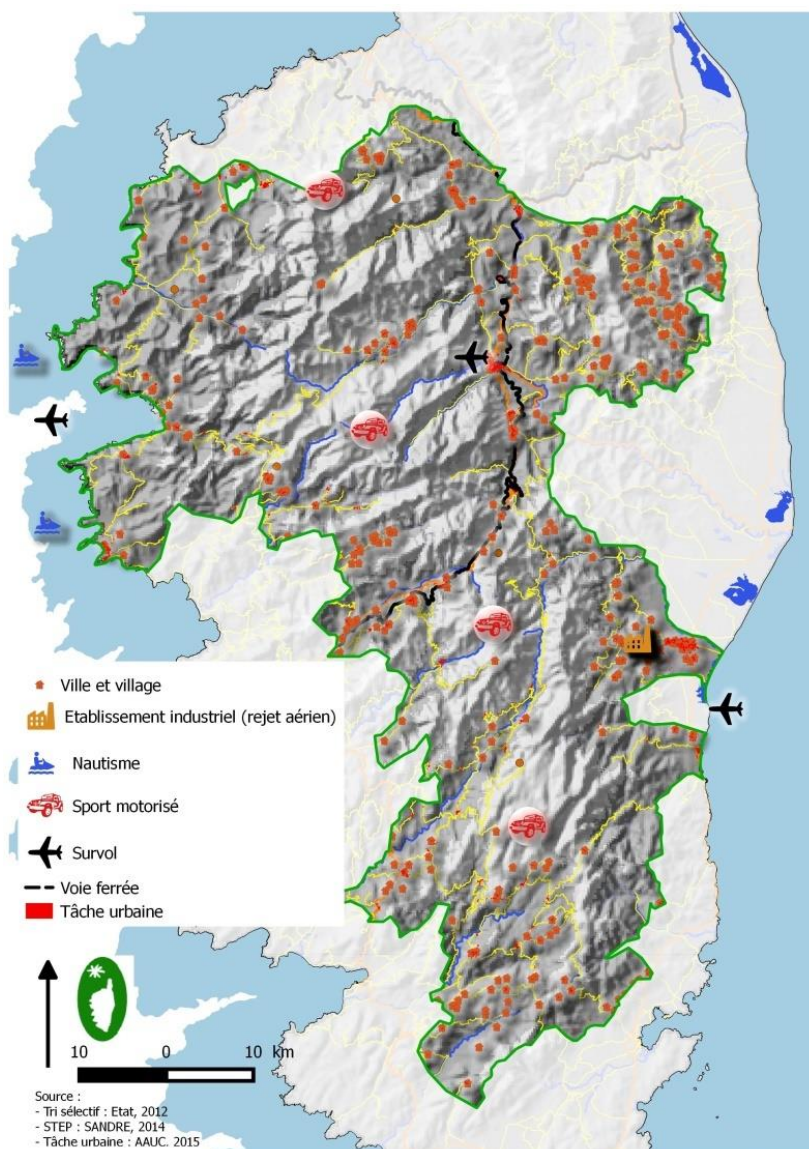 Ville et village
Etablissement industriel (rejet aérien)
Nautisme
Sport motorisé
Survol
Voie ferrée
Tâche urbaine
10 0 10 km
Source :
- Tri sélectif : Etat, 2012
- STEP : SANDRE, 2014
- Tâche urbaine : AAUC. 2015